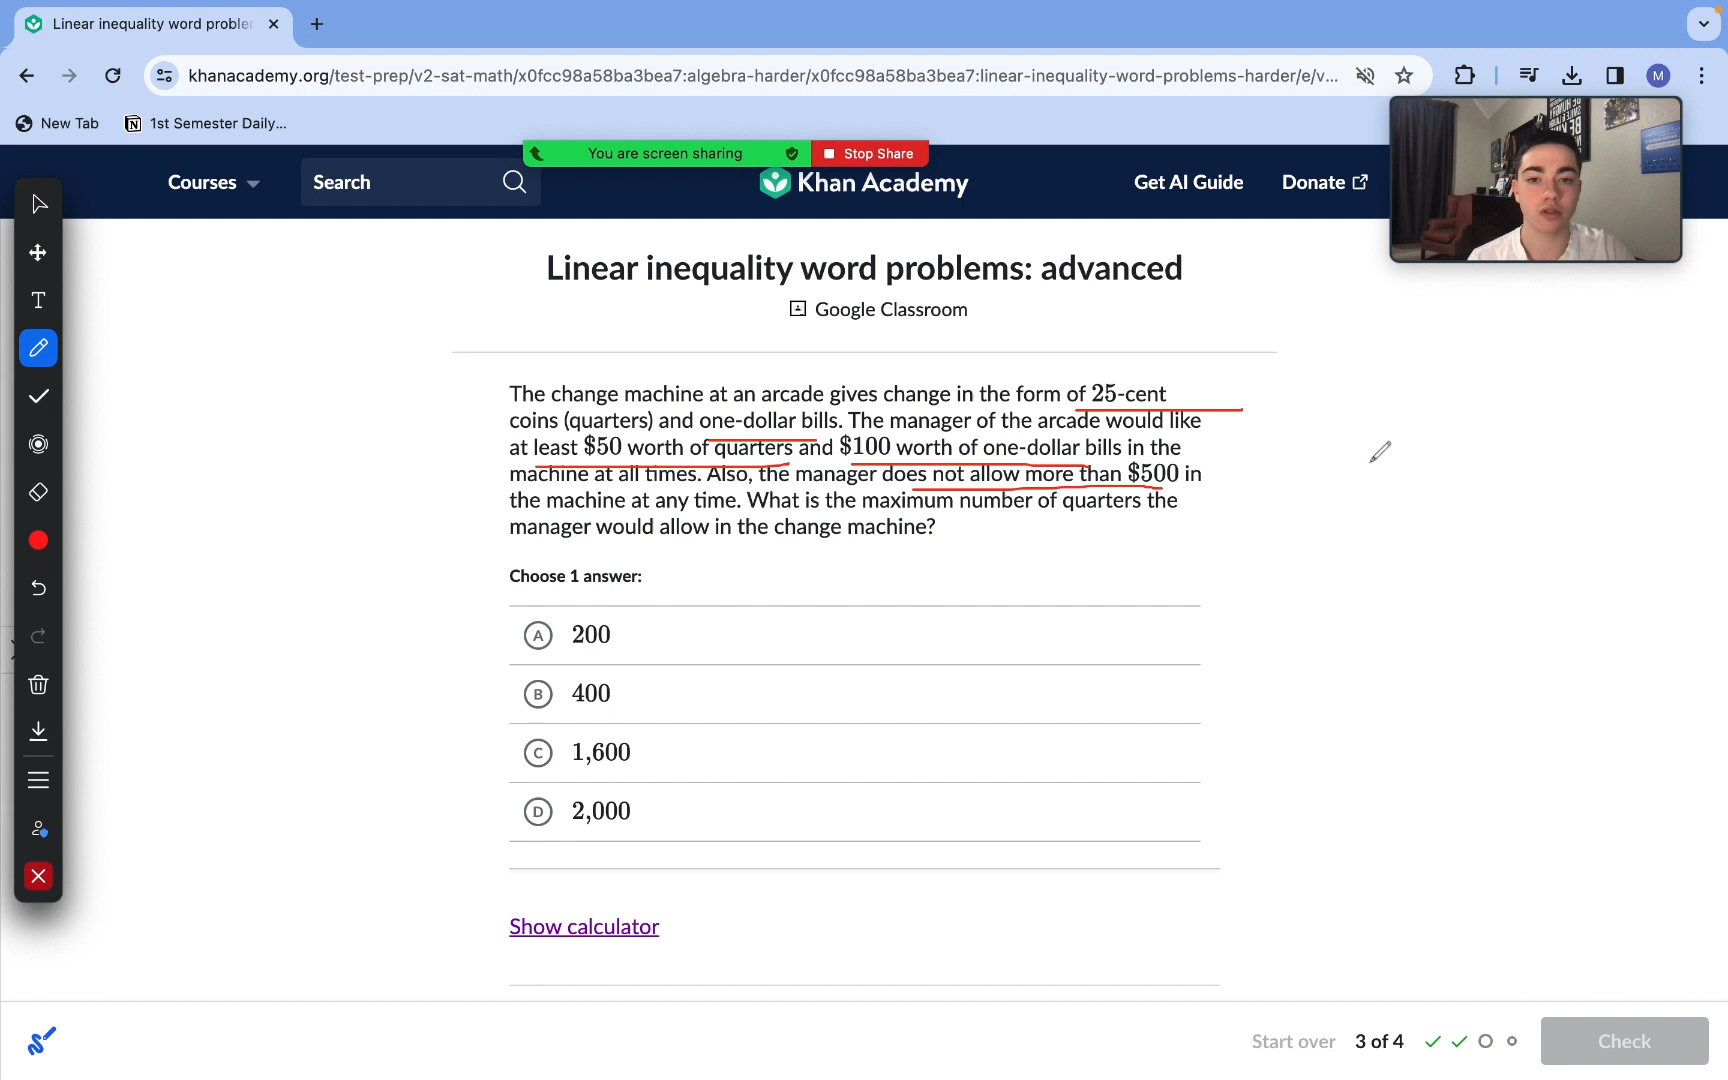 Linear inequality word proble
khanacademy.org/test-prep/v2-sat-math/x0fcc98a58ba3bea7:algebra-harder/x0fcc98a58ba3bea7:linear-inequality-word-problems-harder/e/v...
M
New Tab
1st Semester Daily...
You are screen sharing
Stop Share
Courses
Search
Khan Academy
Get AI Guide
Donate
Linear inequality word problems: advanced
Google Classroom
The change machine at an arcade gives change in the form of 25-cent
coins (quarters) and one-dollar bills. The manager of the arcade would like
at least $50 worth of quarters and $100 worth of one-dollar bills in the
machine at all times. Also, the manager does not allow more than $500 in
the machine at any time. What is the maximum number of quarters the
manager would allow in the change machine?
Choose 1 answer:
A 200
B 400
C 1,600
D 2,000
Show calculator
Start over 3 of 4
Check